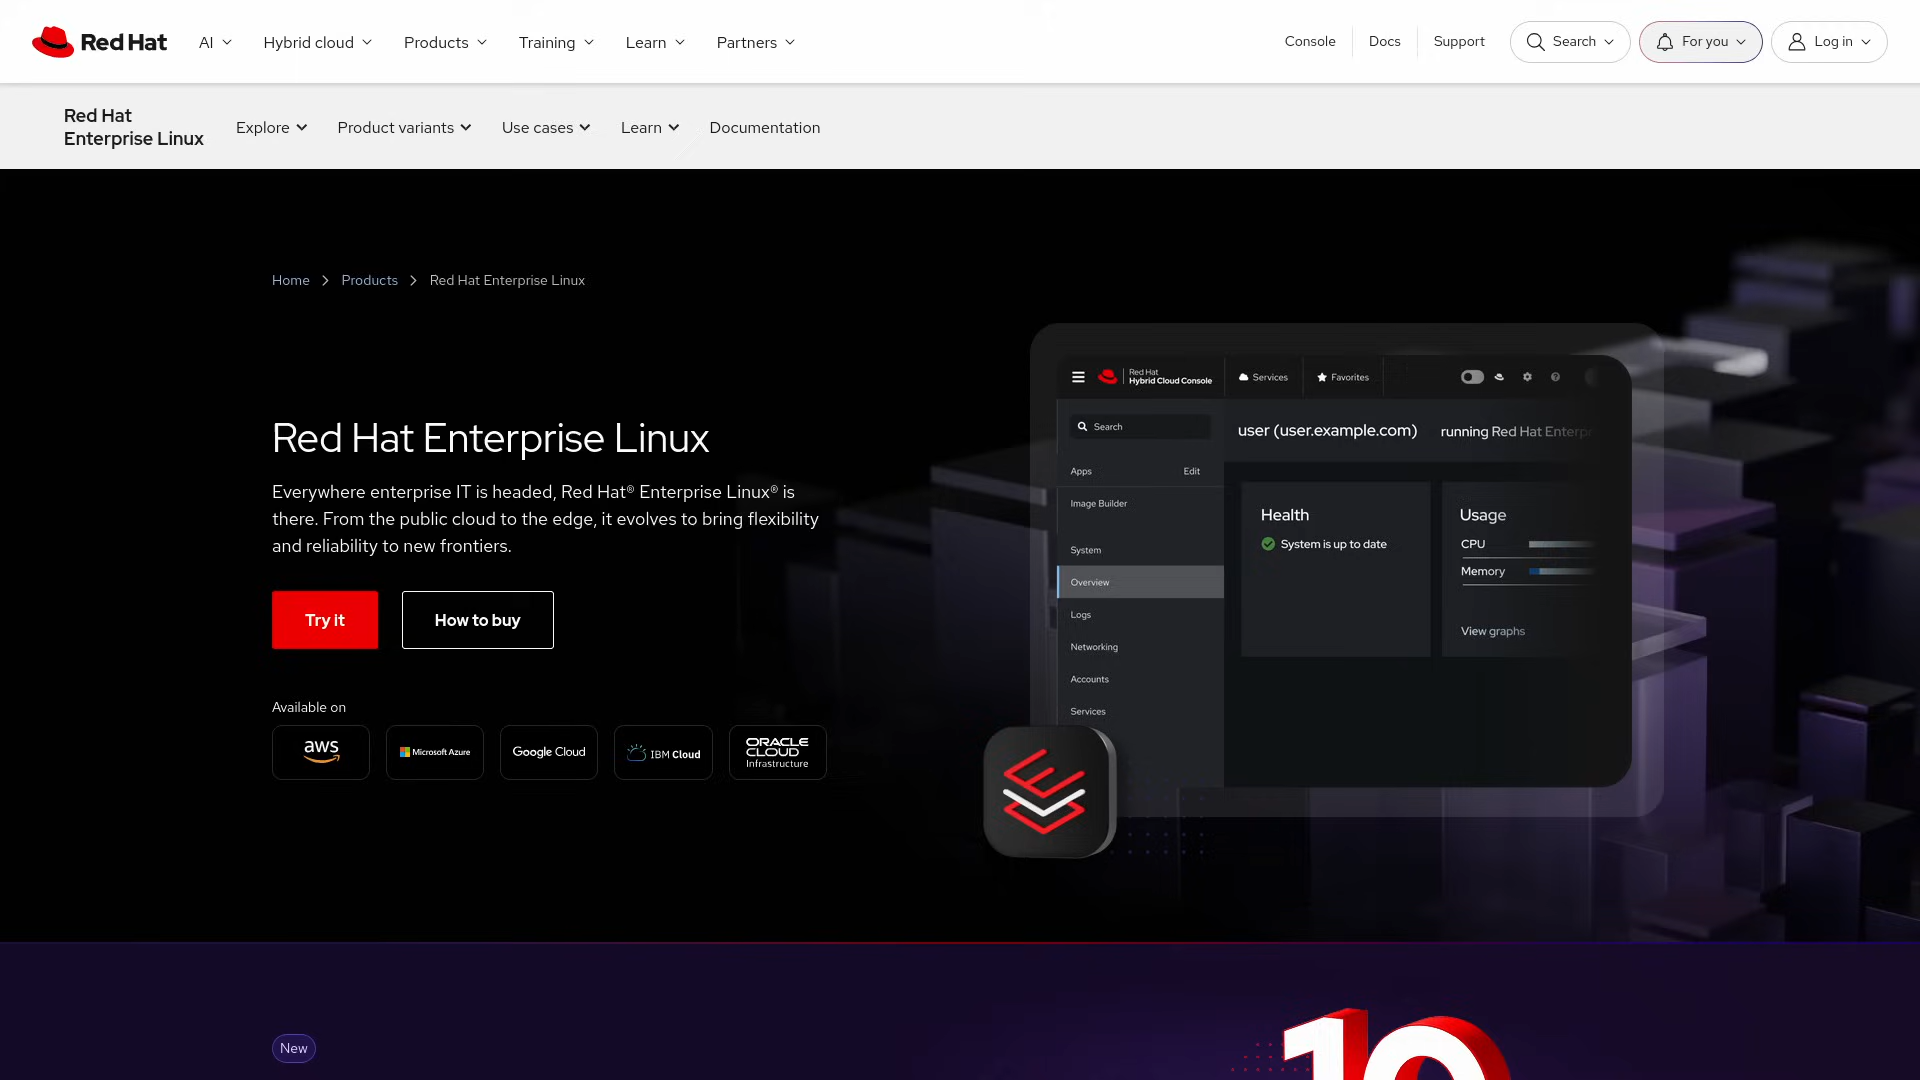 Red Hat
AI
Hybrid cloud
Products
Training
Learn
Partners
Console
Docs
Support
Search
For you
Log in
Red Hat
Enterprise Linux
Explore
Product variants
Use cases
Learn
Documentation
Home
Products
Red Hat Enterprise Linux
Red Hat Enterprise Linux
Everywhere enterprise IT is headed, Red Hat® Enterprise Linux® is
there. From the public cloud to the edge, it evolves to bring flexibility
and reliability to new frontiers.
Try it
How to buy
Available on
aws
Microsoft Azure
Google Cloud
IBM Cloud
ORACLE
CLOUD
Infrastructure
Red Hat
Hybrid Cloud Console
Services
Favorites
Search
Apps
Edit
Image Builder
System
Overview
Logs
Networking
Accounts
Services
user (user.example.com)
running Red Hat Enterpr
Health
System is up to date
Usage
CPU
Memory
View graphs
New
10